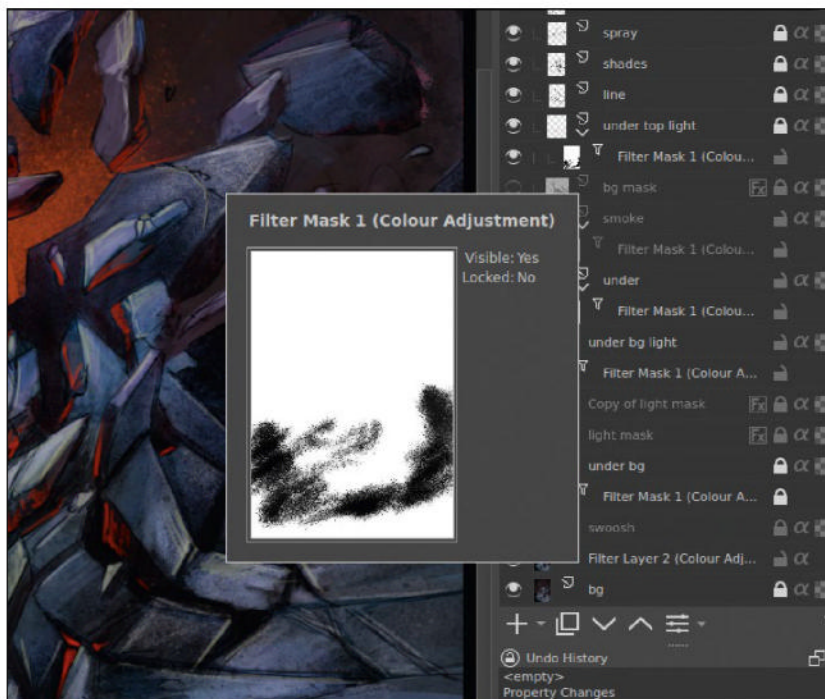 spray
shades
line
under top light
Filter Mask 1 (Colou...
bg mask
Fx
smoke
Filter Mask 1 (Colour Adjustment)
Visible: Yes
Locked: No
Filter Mask 1 (Colou...
under
Filter Mask 1 (Colou...
under bg light
Filter Mask 1 (Colour A...
Copy of light mask
Fx
light mask
Fx
under bg
Filter Mask 1 (Colour A...
swoosh
Filter Layer 2 (Colour Adj...
bg
Undo History
<empty>
Property Changes